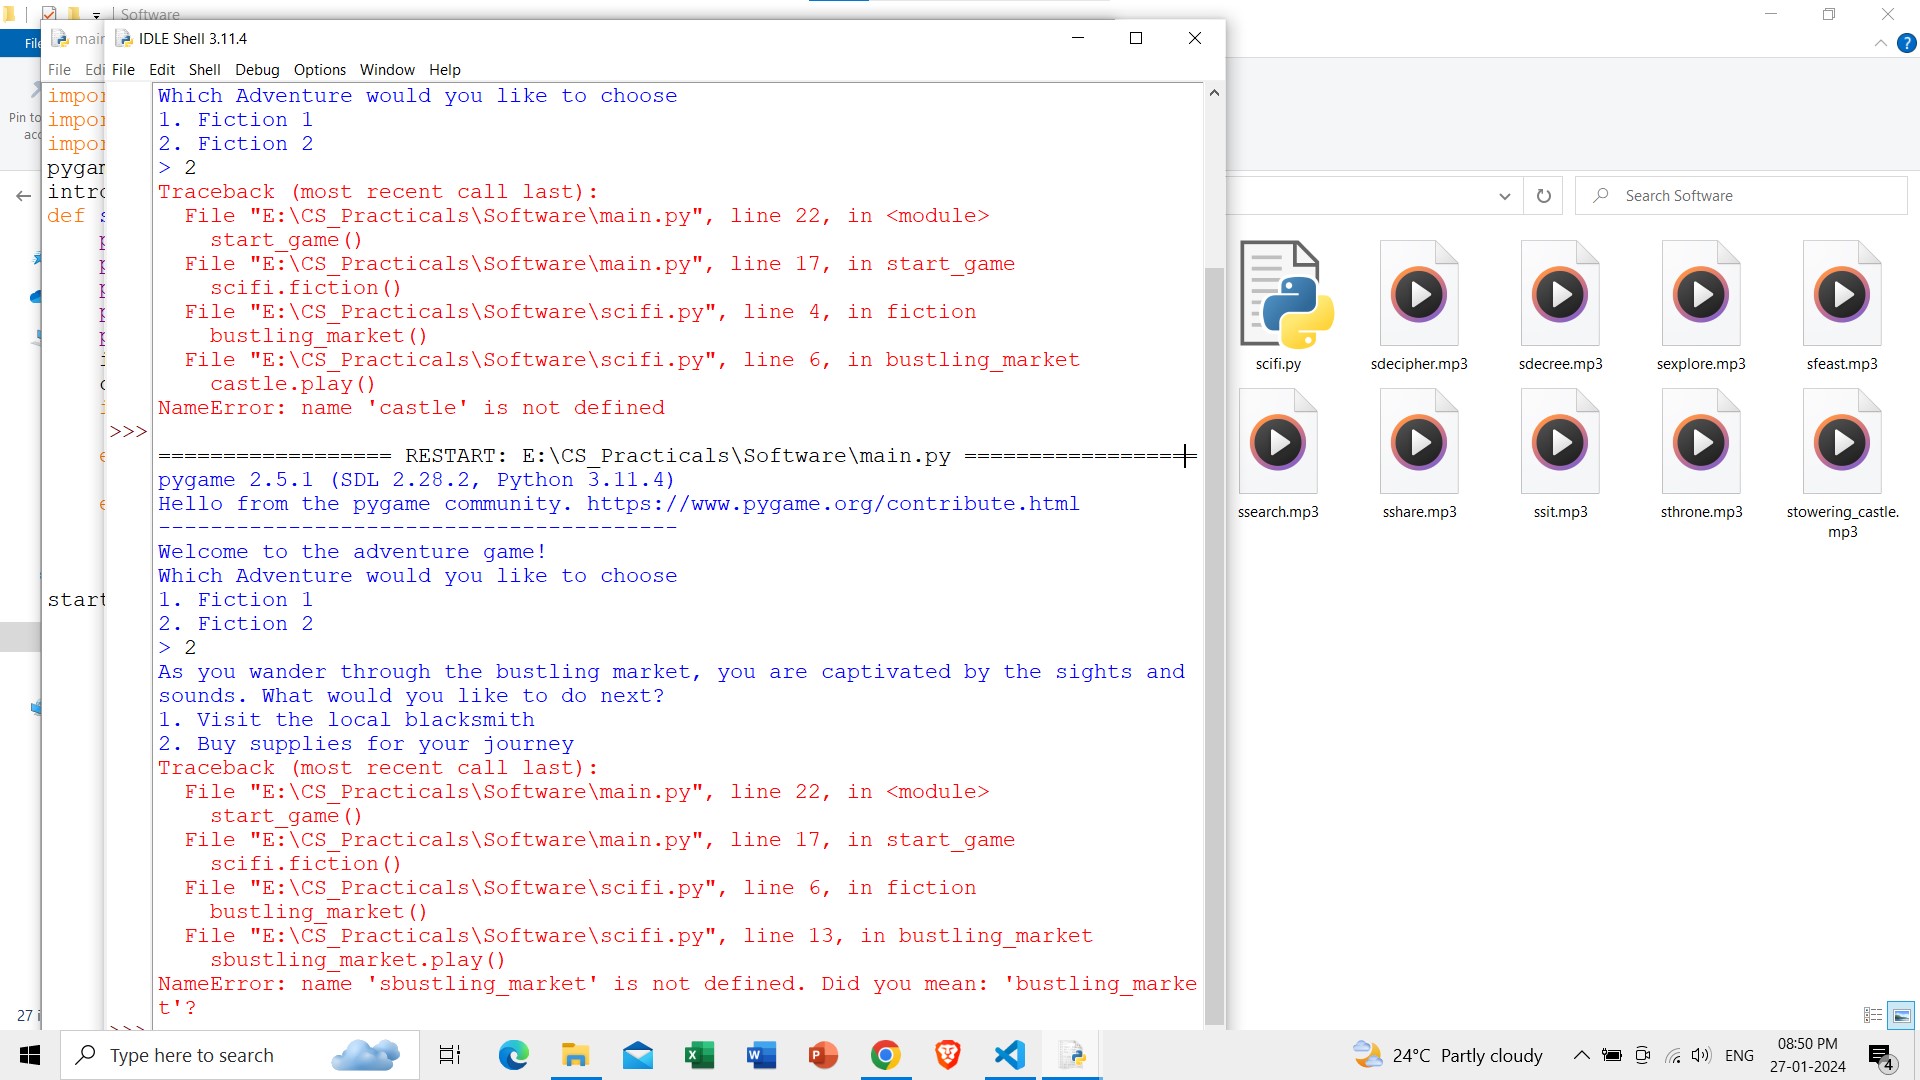 Software
File
main
IDLE Shell 3.11.4
File Edit Shell Debug Options Window Help
File Edi
Pin to
acc
impor
impor
impor
pygam
intro
def s
p
p
p
p
p
i
c
i
e
e
start
Which Adventure would you like to choose
1. Fiction 1
2. Fiction 2
> 2
Traceback (most recent call last):
File "E:\CS_Practicals\Software\main.py", line 22, in <module>
start_game()
File "E:\CS_Practicals\Software\main.py", line 17, in start_game
scifi.fiction()
File "E:\CS_Practicals\Software\scifi.py", line 4, in fiction
bustling_market()
File "E:\CS_Practicals\Software\scifi.py", line 6, in bustling_market
castle.play()
NameError: name 'castle' is not defined
>>>
================== RESTART: E:\CS_Practicals\Software\main.py ==================
pygame 2.5.1 (SDL 2.28.2, Python 3.11.4)
Hello from the pygame community. https://www.pygame.org/contribute.html
----------------------------------------
Welcome to the adventure game!
Which Adventure would you like to choose
1. Fiction 1
2. Fiction 2
> 2
As you wander through the bustling market, you are captivated by the sights and
sounds. What would you like to do next?
1. Visit the local blacksmith
2. Buy supplies for your journey
Traceback (most recent call last):
File "E:\CS_Practicals\Software\main.py", line 22, in <module>
start_game()
File "E:\CS_Practicals\Software\main.py", line 17, in start_game
scifi.fiction()
File "E:\CS_Practicals\Software\scifi.py", line 6, in fiction
bustling_market()
File "E:\CS_Practicals\Software\scifi.py", line 13, in bustling_market
sbustling_market.play()
NameError: name 'sbustling_market' is not defined. Did you mean: 'bustling_marke
t'?
>>>
Search Software
scifi.py sdecipher.mp3 sdecree.mp3 sexplore.mp3 sfeast.mp3
ssearch.mp3 sshare.mp3 ssit.mp3 sthrone.mp3 stowering_castle.
mp3
27 i
Type here to search
24°C Partly cloudy
ENG
08:50 PM
27-01-2024
4